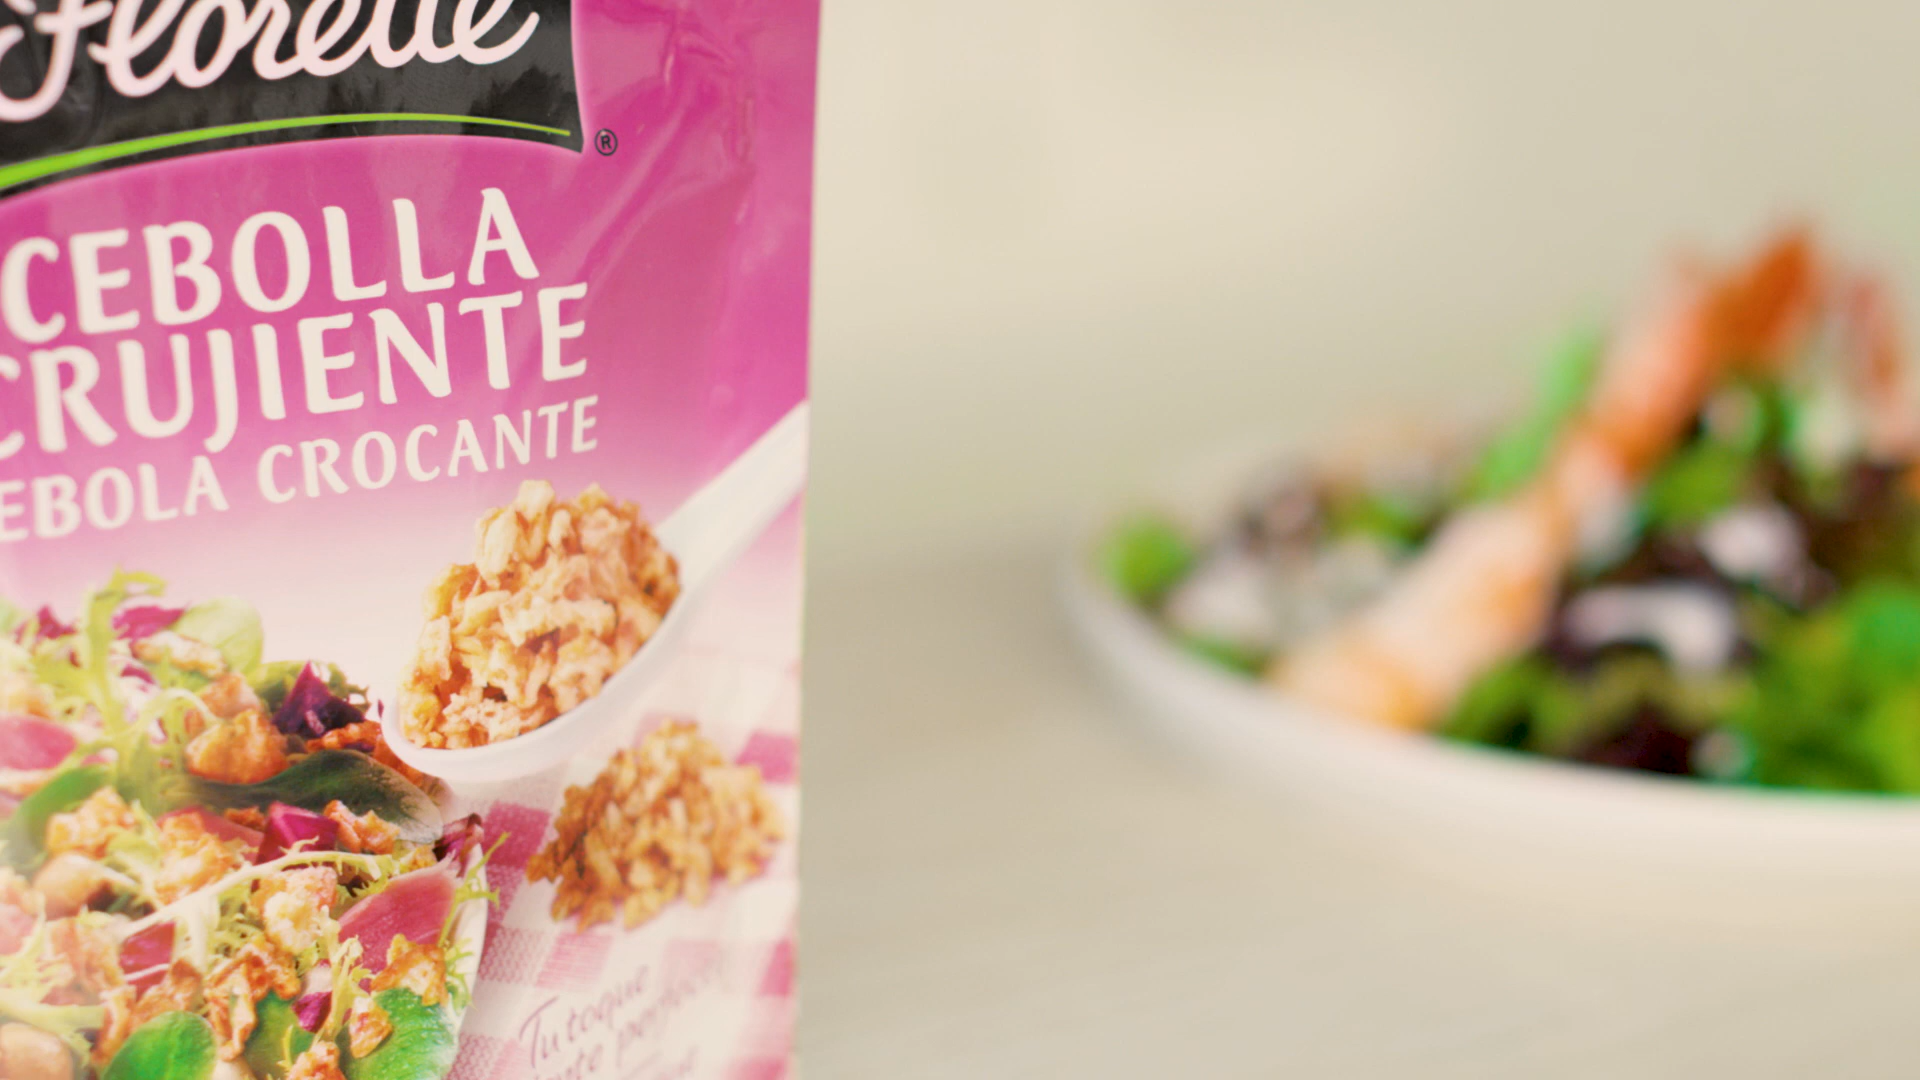 Florette
®
CEBOLLA
CRUJIENTE
EBOLA CROCANTE
Tu toque